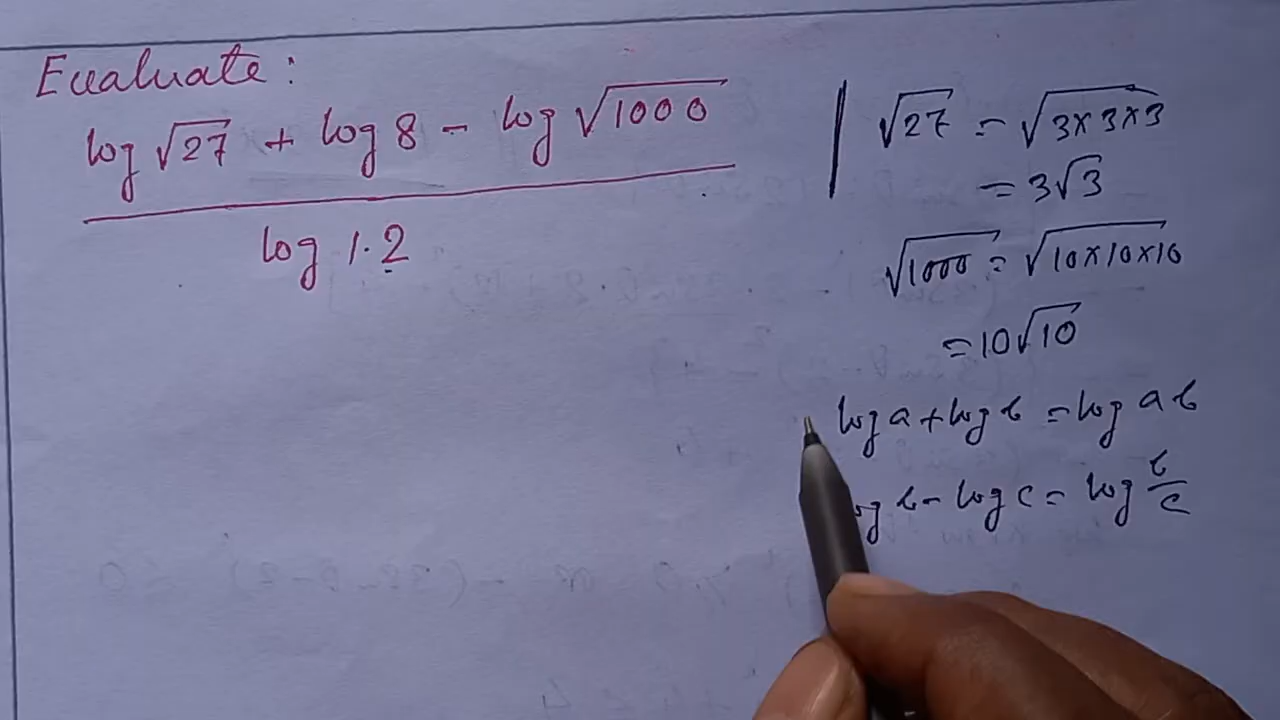 Evaluate:
log √27 + log 8 - log √1000
log 1.2
√27 = √3×3×3
= 3√3
√1000 = √10×10×10
= 10√10
log a + log b = log ab
log b - log c = log b/c